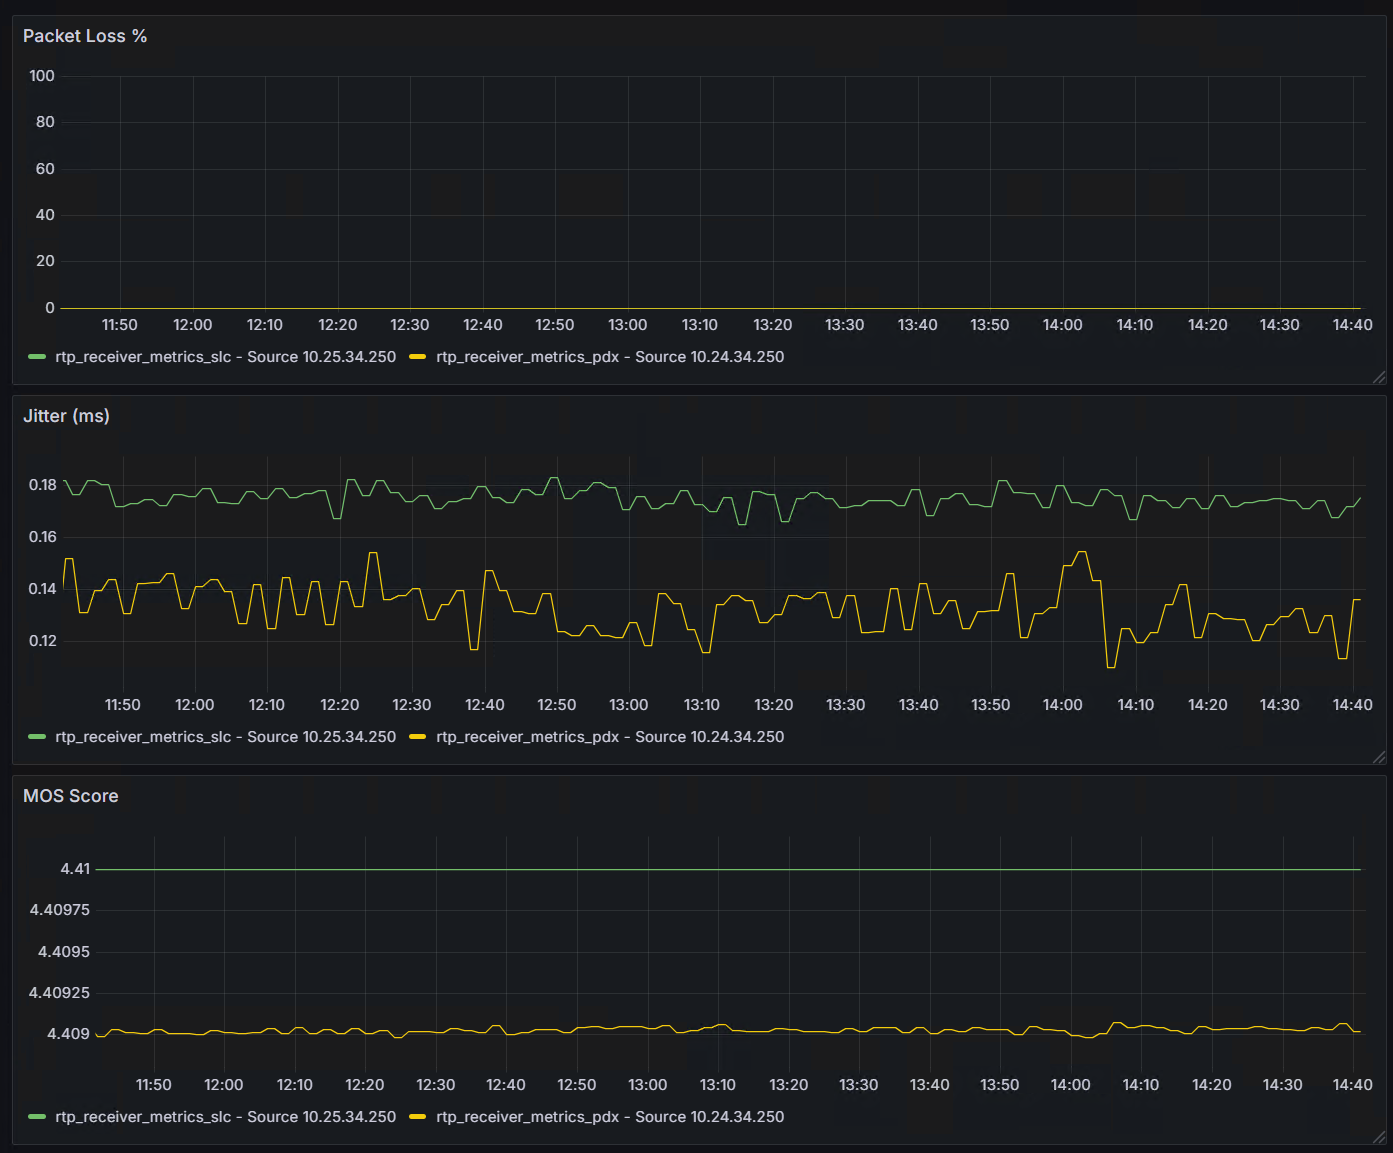 Packet Loss %
100
80
60
40
20
0
11:50 12:00 12:10 12:20 12:30 12:40 12:50 13:00 13:10 13:20 13:30 13:40 13:50 14:00 14:10 14:20 14:30 14:40
rtp_receiver_metrics_slc - Source 10.25.34.250 rtp_receiver_metrics_pdx - Source 10.24.34.250
Jitter (ms)
0.18
0.16
0.14
0.12
11:50 12:00 12:10 12:20 12:30 12:40 12:50 13:00 13:10 13:20 13:30 13:40 13:50 14:00 14:10 14:20 14:30 14:40
rtp_receiver_metrics_slc - Source 10.25.34.250 rtp_receiver_metrics_pdx - Source 10.24.34.250
MOS Score
4.41
4.40975
4.4095
4.40925
4.409
11:50 12:00 12:10 12:20 12:30 12:40 12:50 13:00 13:10 13:20 13:30 13:40 13:50 14:00 14:10 14:20 14:30 14:40
rtp_receiver_metrics_slc - Source 10.25.34.250 rtp_receiver_metrics_pdx - Source 10.24.34.250